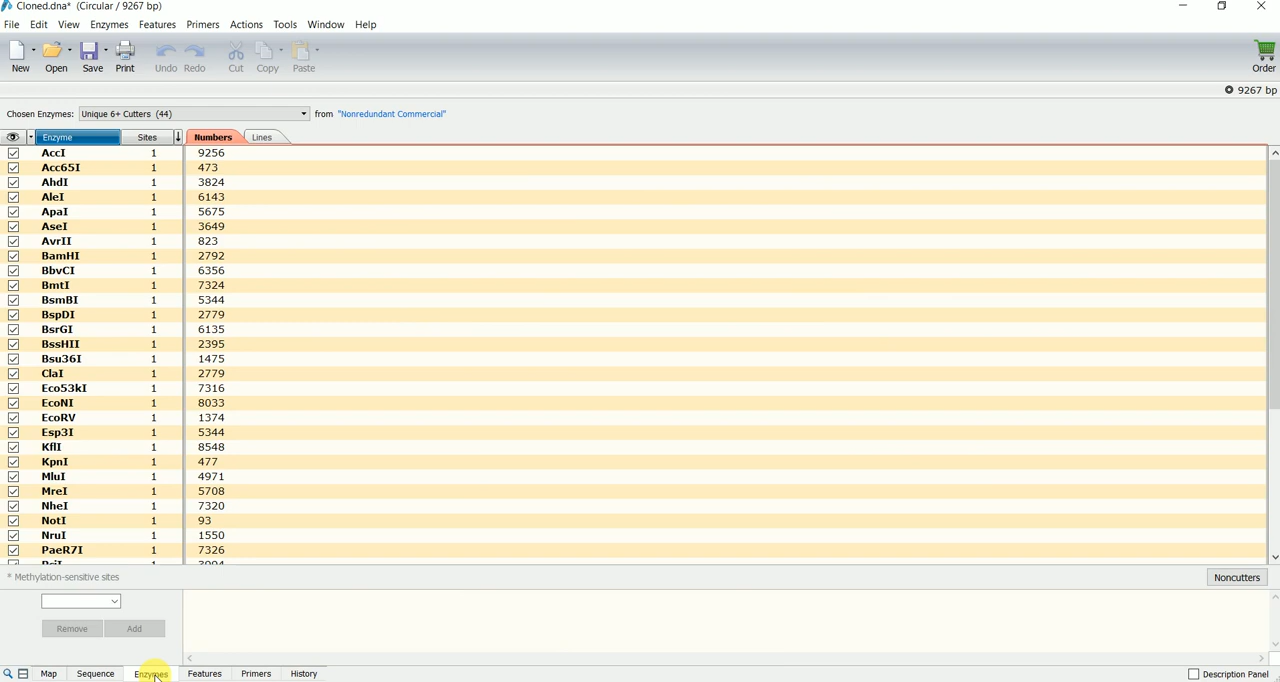 Cloned.dna* (Circular / 9267 bp)
File Edit View Enzymes Features Primers Actions Tools Window Help
New Open Save Print Undo Redo Cut Copy Paste Order
9267 bp
Chosen Enzymes: Unique 6+ Cutters (44) from "Nonredundant Commercial"
Enzyme Sites Numbers Lines
AccI 1 9256
Acc65I 1 473
AhdI 1 3824
AleI 1 6143
ApaI 1 5675
AseI 1 3649
AvrII 1 823
BamHI 1 2792
BbvCI 1 6356
BmtI 1 7324
BsmBI 1 5344
BspDI 1 2779
BsrGI 1 6135
BssHII 1 2395
Bsu36I 1 1475
ClaI 1 2779
Eco53kI 1 7316
EcoNI 1 8033
EcoRV 1 1374
Esp3I 1 5344
KflI 1 8548
KpnI 1 477
MluI 1 4971
MreI 1 5708
NheI 1 7320
NotI 1 93
NruI 1 1550
PaeR7I 1 7326
* Methylation-sensitive sites Noncutters
Remove Add
Map Sequence Enzymes Features Primers History Description Panel